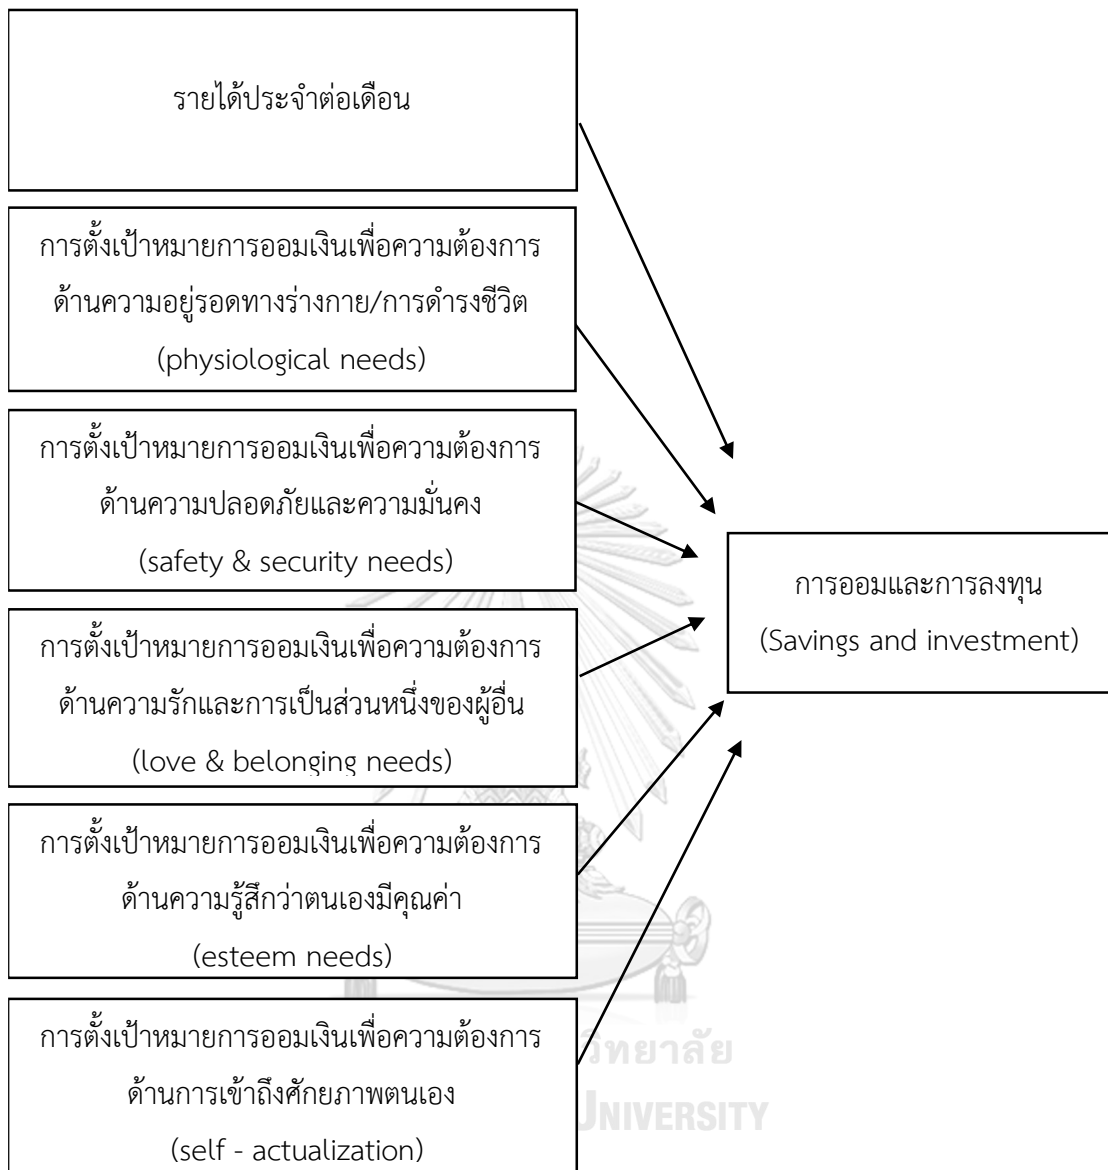 รายได้ประจำต่อเดือน
การตั้งเป้าหมายการออมเงินเพื่อความต้องการ
ด้านความอยู่รอดทางร่างกาย/การดำรงชีวิต
(physiological needs)
การตั้งเป้าหมายการออมเงินเพื่อความต้องการ
ด้านความปลอดภัยและความมั่นคง
(safety & security needs)
การตั้งเป้าหมายการออมเงินเพื่อความต้องการ
ด้านความรักและการเป็นส่วนหนึ่งของผู้อื่น
(love & belonging needs)
การตั้งเป้าหมายการออมเงินเพื่อความต้องการ
ด้านความรู้สึกว่าตนเองมีคุณค่า
(esteem needs)
การตั้งเป้าหมายการออมเงินเพื่อความต้องการ
ด้านการเข้าถึงศักยภาพตนเอง
(self - actualization)
การออมและการลงทุน
(Savings and investment)
วิทยาลัย
UNIVERSITY